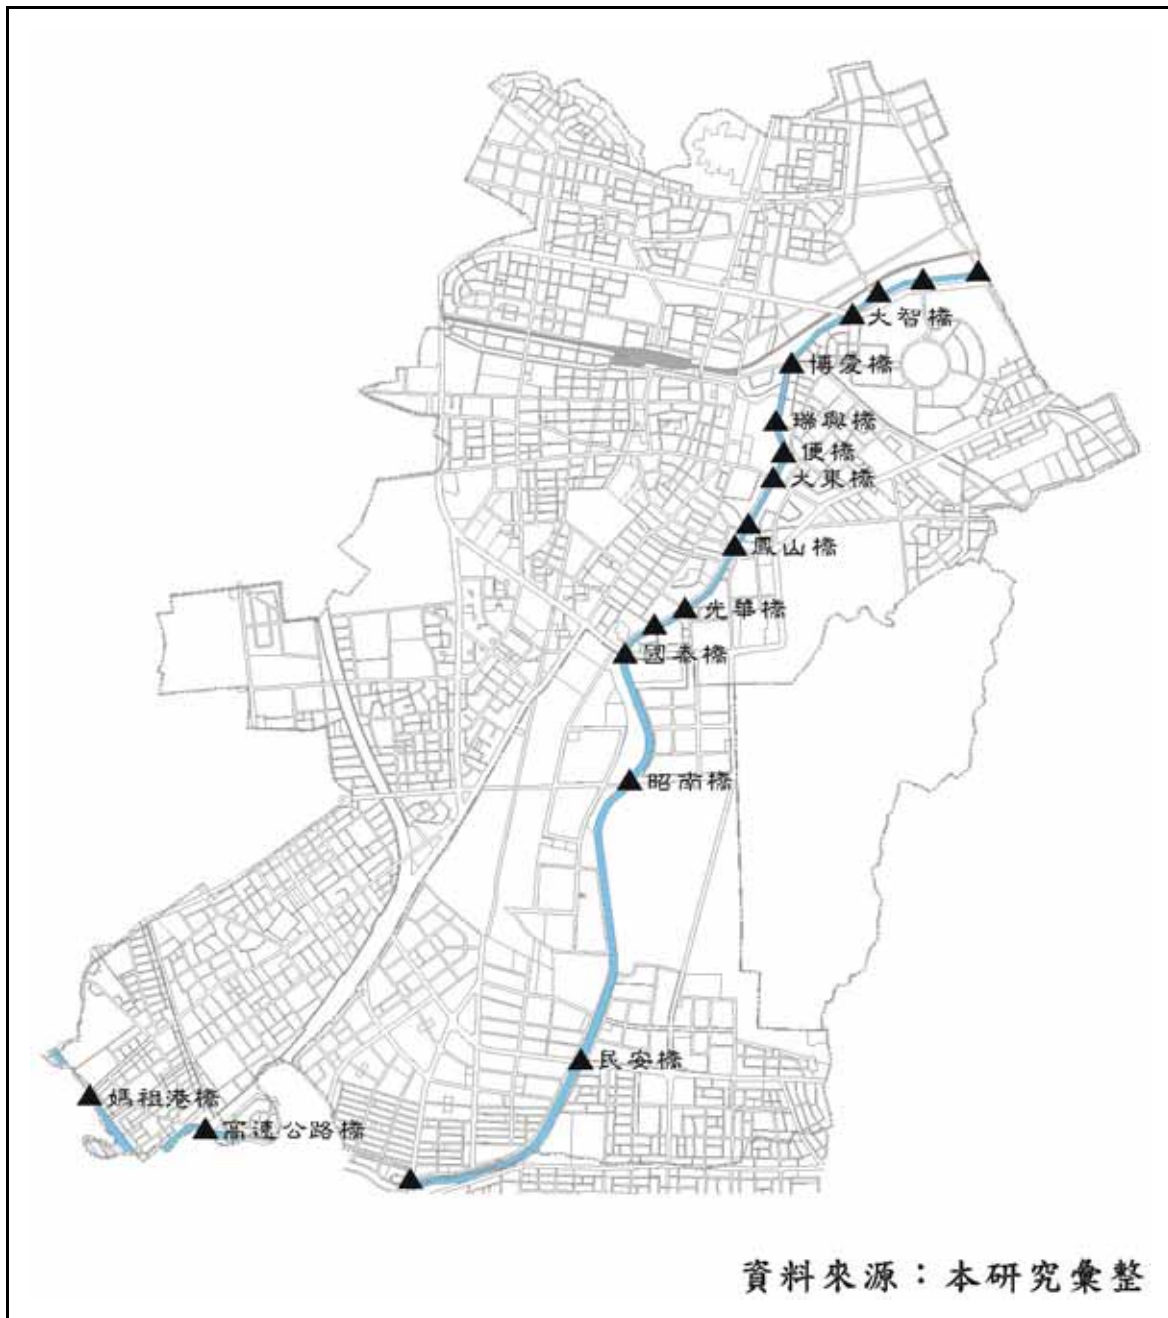 大智橋
博愛橋
瑞興橋
便橋
大東橋
鳳山橋
光華橋
國泰橋
昭南橋
民安橋
媽祖港橋
高速公路橋
資料來源：本研究彙整